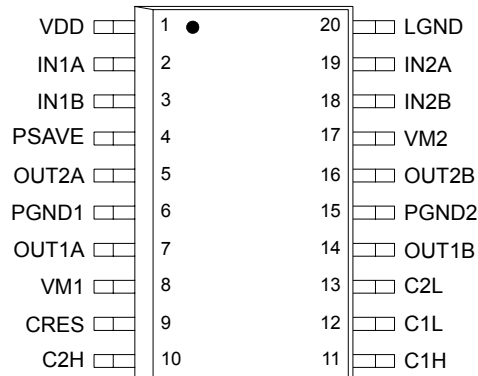 VDD 1 20 LGND
IN1A 2 19 IN2A
IN1B 3 18 IN2B
PSAVE 4 17 VM2
OUT2A 5 16 OUT2B
PGND1 6 15 PGND2
OUT1A 7 14 OUT1B
VM1 8 13 C2L
CRES 9 12 C1L
C2H 10 11 C1H